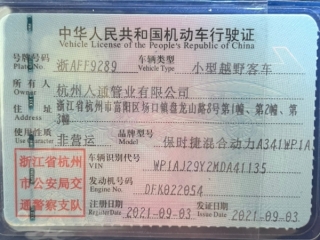 中华人民共和国机动车行驶证
Vehicle License of the People's Republic of China
号牌号码 浙AFF9289 车辆类型 小型越野客车
Plate No. Vehicle Type
所有人 杭州人通管业有限公司
Owner
住址 浙江省杭州市富阳区场口镇盘龙山路8号第1幢、第2幢、第
Address 3幢
使用性质 非营运 品牌型号 保时捷混合动力A341WP1A
Use Character
浙江省杭州
市公安局交
通警察支队
车辆识别代号 WP1AJ29Y2MDA41135
VIN
发动机号码 DFK022054
Engine No.
注册日期 2021-09-03 发证日期 2021-09-03
Register Date Issue Date